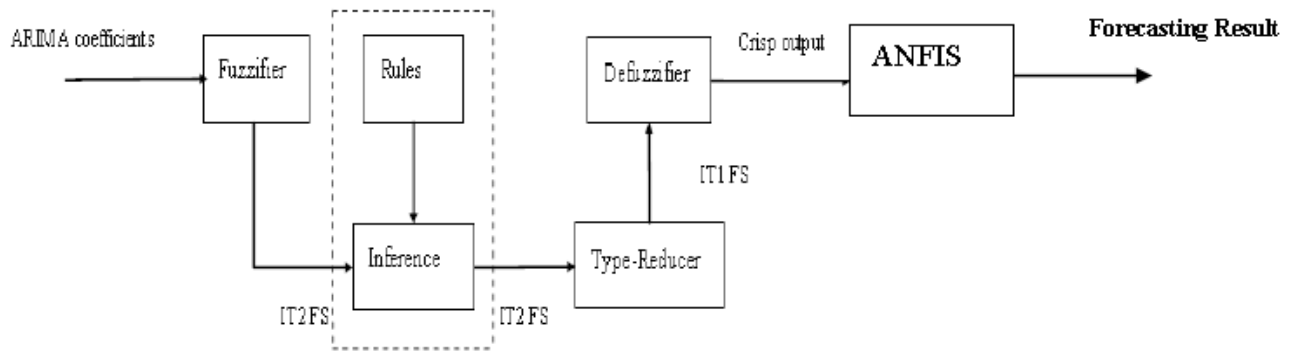 ARIMA coefficients
Fuzzifier
Rules
Defuzzifier
Crisp output
ANFIS
Forecasting Result
IT1 FS
Inference
Type-Reducer
IT2 FS
IT2 FS